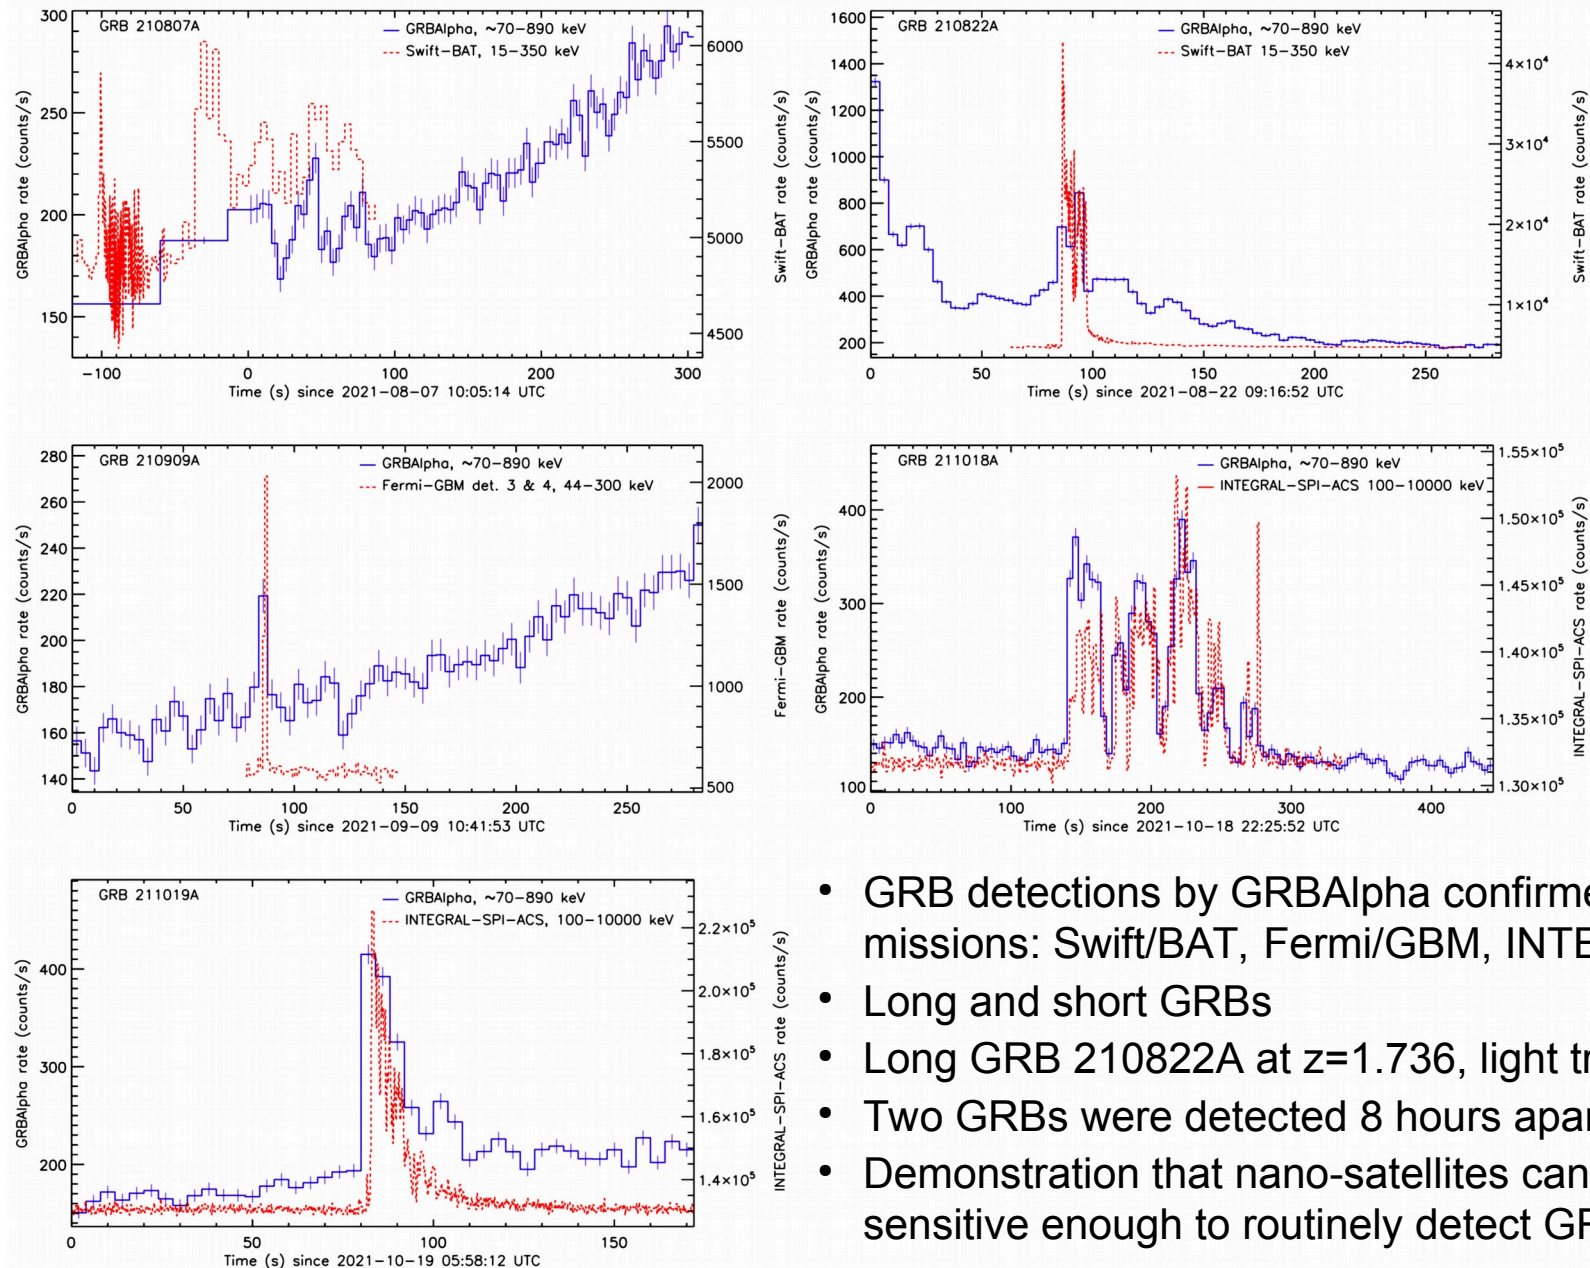 GRB 210807A
GRBAlpha, ~70-890 keV
Swift-BAT, 15-350 keV
300
250
200
150
6000
5500
5000
4500
GRBAlpha rate (counts/s)
Swift-BAT rate (counts/s)
-100 0 100 200 300
Time (s) since 2021-08-07 10:05:14 UTC
GRB 210822A
GRBAlpha, ~70-890 keV
Swift-BAT 15-350 keV
1600
1400
1200
1000
800
600
400
200
4×10⁴
3×10⁴
2×10⁴
1×10⁴
GRBAlpha rate (counts/s)
Swift-BAT rate (counts/s)
0 50 100 150 200 250
Time (s) since 2021-08-22 09:16:52 UTC
GRB 210909A
GRBAlpha, ~70-890 keV
Fermi-GBM det. 3 & 4, 44-300 keV
280
260
240
220
200
180
160
140
2000
1500
1000
500
GRBAlpha rate (counts/s)
Fermi-GBM rate (counts/s)
0 50 100 150 200 250
Time (s) since 2021-09-09 10:41:53 UTC
GRB 211018A
GRBAlpha, ~70-890 keV
INTEGRAL-SPI-ACS 100-10000 keV
400
300
200
100
1.55×10⁵
1.50×10⁵
1.45×10⁵
1.40×10⁵
1.35×10⁵
1.30×10⁵
GRBAlpha rate (counts/s)
INTEGRAL-SPI-ACS rate (counts/s)
0 100 200 300 400
Time (s) since 2021-10-18 22:25:52 UTC
GRB 211019A
GRBAlpha, ~70-890 keV
INTEGRAL-SPI-ACS, 100-10000 keV
400
300
200
2.2×10⁵
2.0×10⁵
1.8×10⁵
1.6×10⁵
1.4×10⁵
GRBAlpha rate (counts/s)
INTEGRAL-SPI-ACS rate (counts/s)
0 50 100 150
Time (s) since 2021-10-19 05:58:12 UTC
• GRB detections by GRBAlpha confirme
missions: Swift/BAT, Fermi/GBM, INTE
• Long and short GRBs
• Long GRB 210822A at z=1.736, light tr
• Two GRBs were detected 8 hours apar
• Demonstration that nano-satellites can
sensitive enough to routinely detect GF